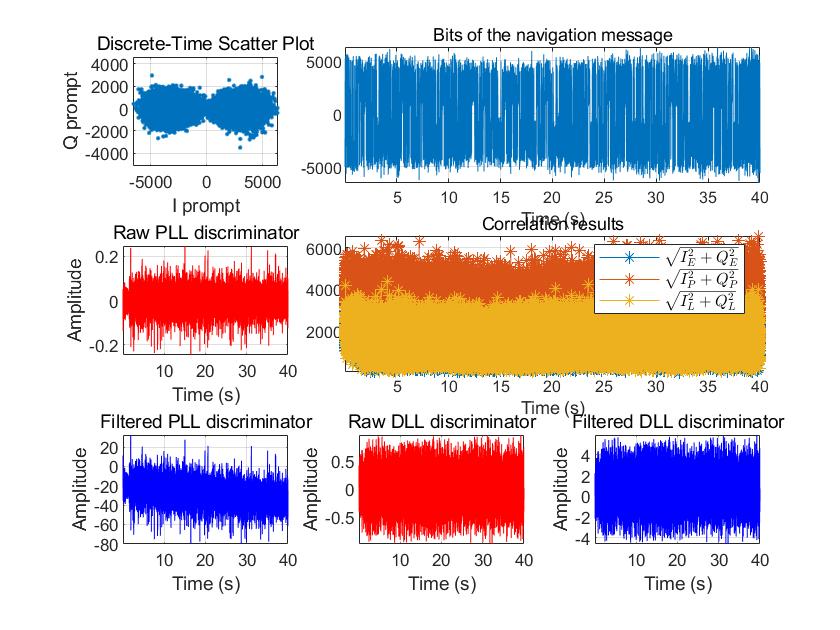 Discrete-Time Scatter Plot
Q prompt
4000
2000
0
-2000
-4000
-5000 0 5000
I prompt
Bits of the navigation message
5000
0
-5000
5 10 15 20 25 30 35 40
Time (s)
Raw PLL discriminator
Amplitude
0.2
0
-0.2
10 20 30 40
Time (s)
Correlation results
6000
4000
2000
√I_E^2 + Q_E^2
√I_P^2 + Q_P^2
√I_L^2 + Q_L^2
5 10 15 20 25 30 35 40
Time (s)
Filtered PLL discriminator
Amplitude
20
0
-20
-40
-60
-80
10 20 30 40
Time (s)
Raw DLL discriminator
Amplitude
0.5
0
-0.5
10 20 30 40
Time (s)
Filtered DLL discriminator
Amplitude
4
2
0
-2
-4
10 20 30 40
Time (s)